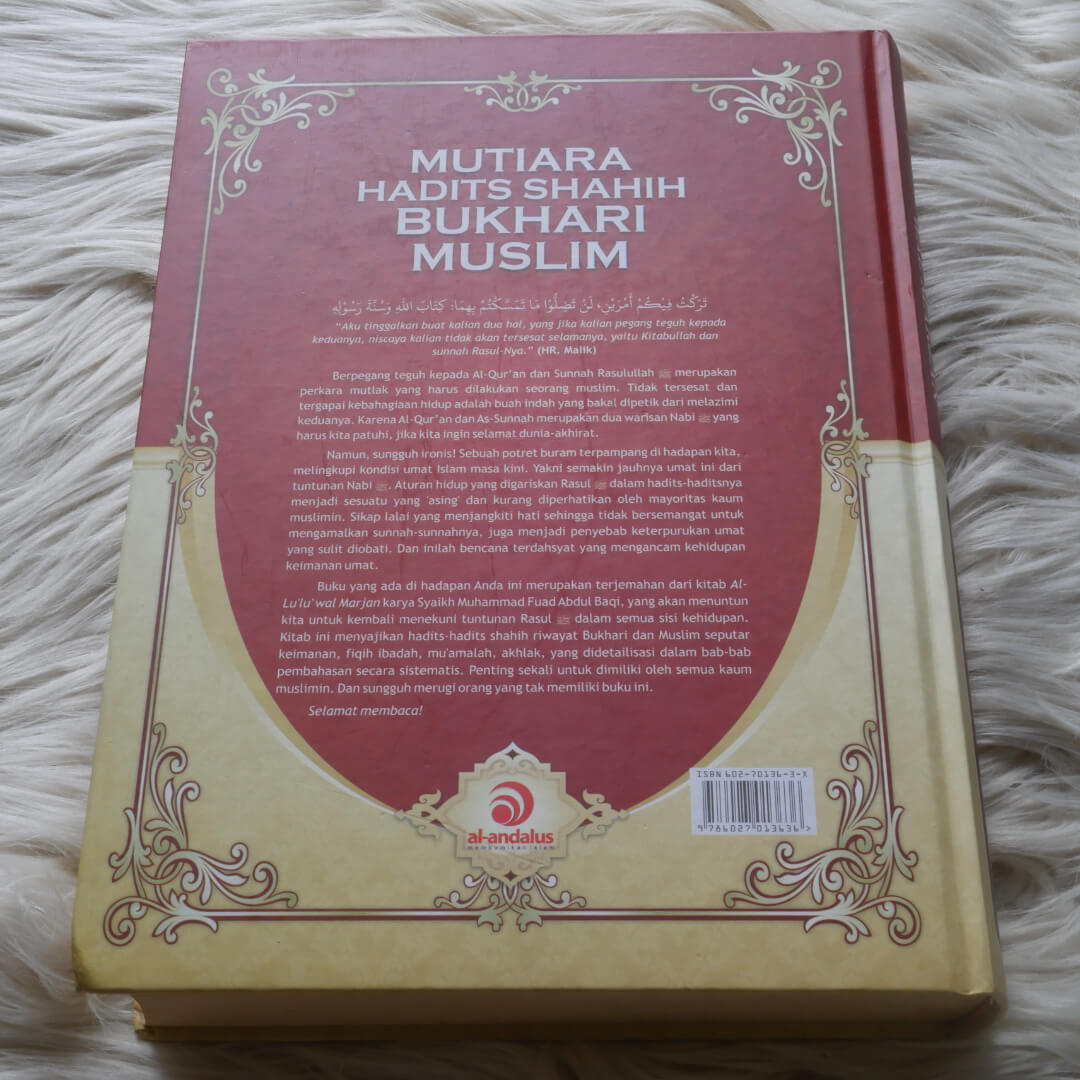 MUTIARA
HADITS SHAHIH
BUKHARI
MUSLIM
تَرَكْتُ فِيْكُمْ أَمْرَيْنِ، لَنْ تَضِلُّوْا مَا تَمَسَّكْتُمْ بِهِمَا: كِتَابَ اللهِ وَسُنَّةَ رَسُوْلِهِ
"Aku tinggalkan buat kalian dua hal, yang jika kalian pegang teguh kepada
keduanya, niscaya kalian tidak akan tersesat selamanya, yaitu Kitabullah dan
sunnah Rasul-Nya." (HR. Malik)
Berpegang teguh kepada Al-Qur'an dan Sunnah Rasulullah ﷺ merupakan
perkara mutlak yang harus dilakukan seorang muslim. Tidak tersesat dan
tergapai kebahagiaan hidup adalah buah indah yang bakal dipetik dari melazimi
keduanya. Karena Al-Qur'an dan As-Sunnah merupakan dua warisan Nabi ﷺ yang
harus kita patuhi, jika kita ingin selamat dunia-akhirat.
Namun, sungguh ironis! Sebuah potret buram terpampang di hadapan kita,
melingkupi kondisi umat Islam masa kini. Yakni semakin jauhnya umat ini dari
tuntunan Nabi ﷺ. Aturan hidup yang digariskan Rasul ﷺ dalam hadits-haditsnya
menjadi sesuatu yang 'asing' dan kurang diperhatikan oleh mayoritas kaum
muslimin. Sikap lalai yang menjangkiti hati sehingga tidak bersemangat untuk
mengamalkan sunnah-sunnahnya, juga menjadi penyebab keterpurukan umat
yang sulit diobati. Dan inilah bencana terdahsyat yang mengancam kehidupan
keimanan umat.
Buku yang ada di hadapan Anda ini merupakan terjemahan dari kitab Al-
Lu'lu' wal Marjan karya Syaikh Muhammad Fuad Abdul Baqi, yang akan menuntun
kita untuk kembali menekuni tuntunan Rasul ﷺ dalam semua sisi kehidupan.
Kitab ini menyajikan hadits-hadits shahih riwayat Bukhari dan Muslim seputar
keimanan, fiqih ibadah, mu'amalah, akhlak, yang didetailisasi dalam bab-bab
pembahasan secara sistematis. Penting sekali untuk dimiliki oleh semua kaum
muslimin. Dan sungguh merugi orang yang tak memiliki buku ini.
Selamat membaca!
al-andalus
membumikan Islam
ISBN 602-70136-3-X
9 786027 013636 >